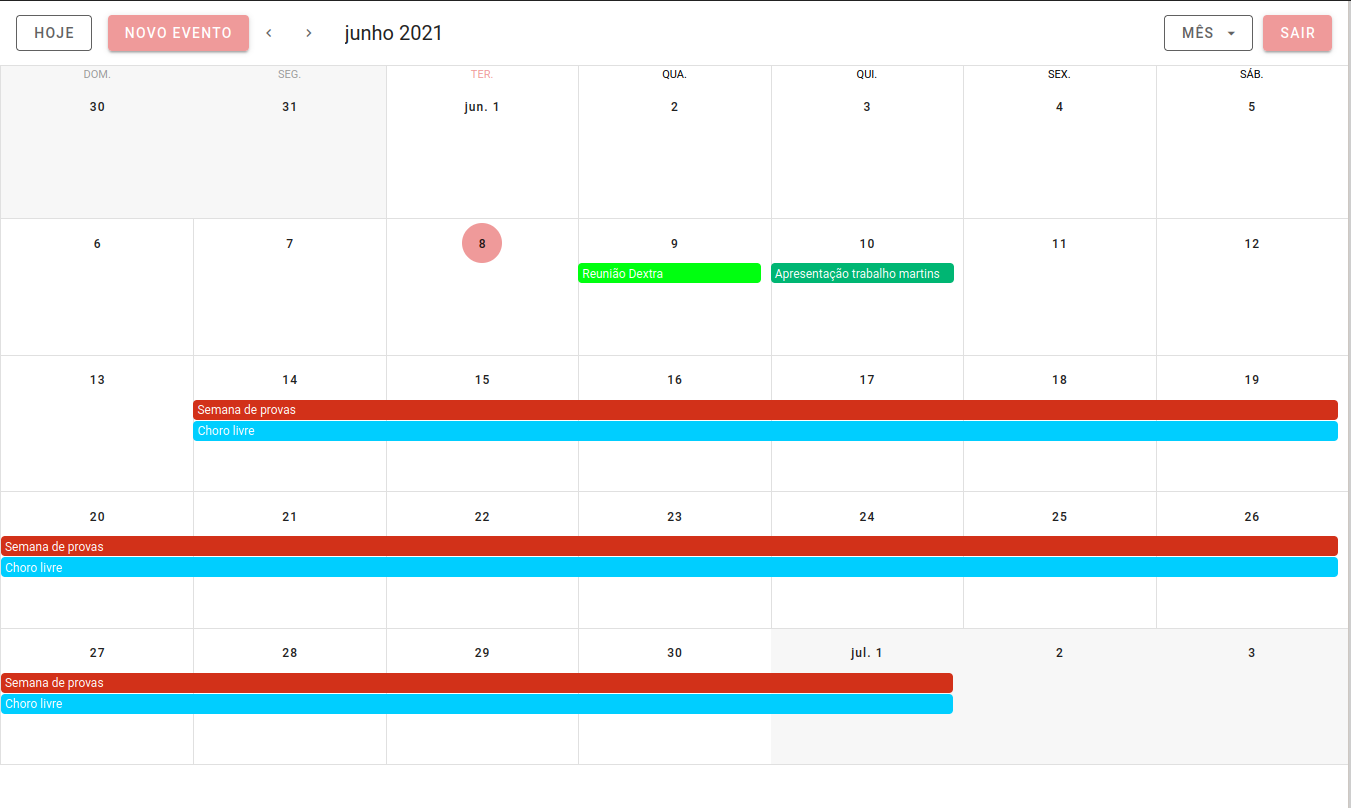 HOJE NOVO EVENTO junho 2021 MÊS SAIR
DOM. SEG. TER. QUA. QUI. SEX. SÁB.
30 31 jun. 1 2 3 4 5
6 7 8 9 10 11 12
Reunião Dextra Apresentação trabalho martins
13 14 15 16 17 18 19
Semana de provas
Choro livre
20 21 22 23 24 25 26
Semana de provas
Choro livre
27 28 29 30 jul. 1 2 3
Semana de provas
Choro livre